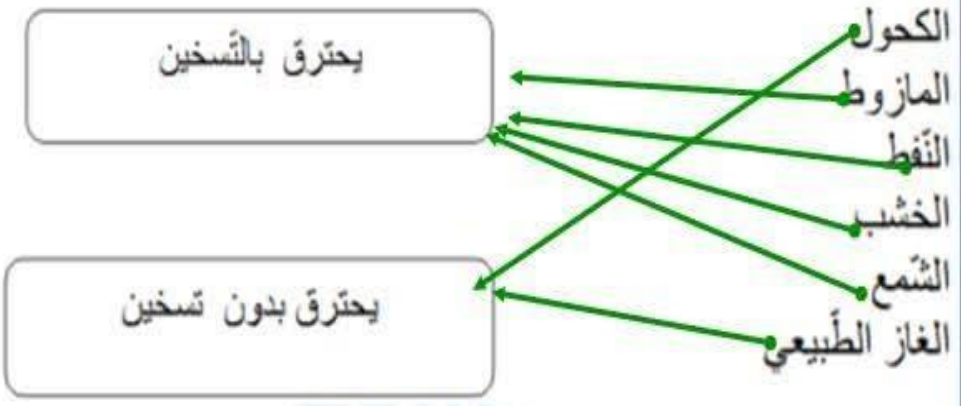 الكحول
المازوط
النّفط
الخشب
الشّمع
الغاز الطّبيعي
يحترق بالتّسخين
يحترق بدون تسخين